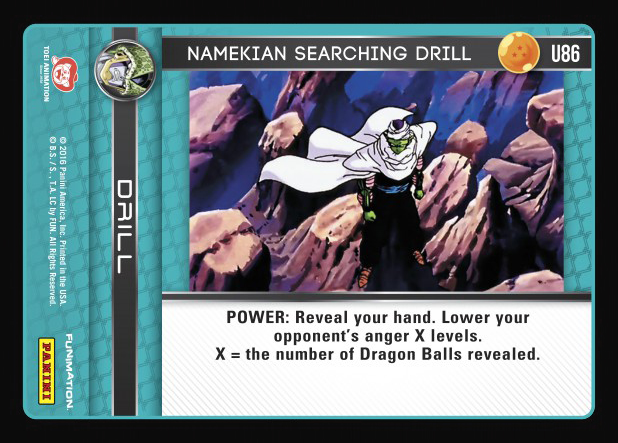 NAMEKIAN SEARCHING DRILL
U86
DRILL
POWER: Reveal your hand. Lower your
opponent's anger X levels.
X = the number of Dragon Balls revealed.
TOEI ANIMATION
© 2016 Panini America, Inc. Printed in the USA.
© B.S./S., T.A. LC by FUN. All Rights Reserved.
FUNIMATION
PANINI